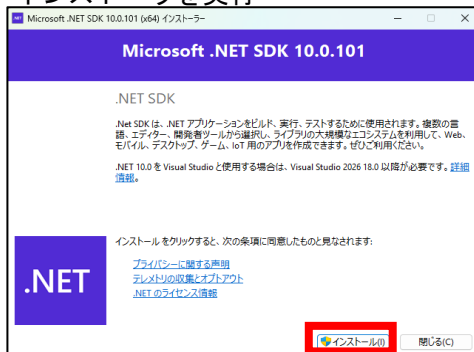 インストーラを実行
Microsoft .NET SDK 10.0.101 (x64) インストーラー
Microsoft .NET SDK 10.0.101
.NET SDK
.Net SDK は、.NET アプリケーションをビルド、実行、テストするために使用されます。複数の言
語、エディター、開発者ツールから選択し、ライブラリの大規模なエコシステムを利用して、Web、
モバイル、デスクトップ、ゲーム、IoT 用のアプリを作成できます。ぜひご利用ください。
.NET 10.0 を Visual Studio と使用する場合は、Visual Studio 2026 18.0 以降が必要です。詳細
情報。
インストール をクリックすると、次の条項に同意したものと見なされます:
プライバシーに関する声明
テレメトリの収集とオプトアウト
.NET のライセンス情報
.NET
インストール(I)
閉じる(C)